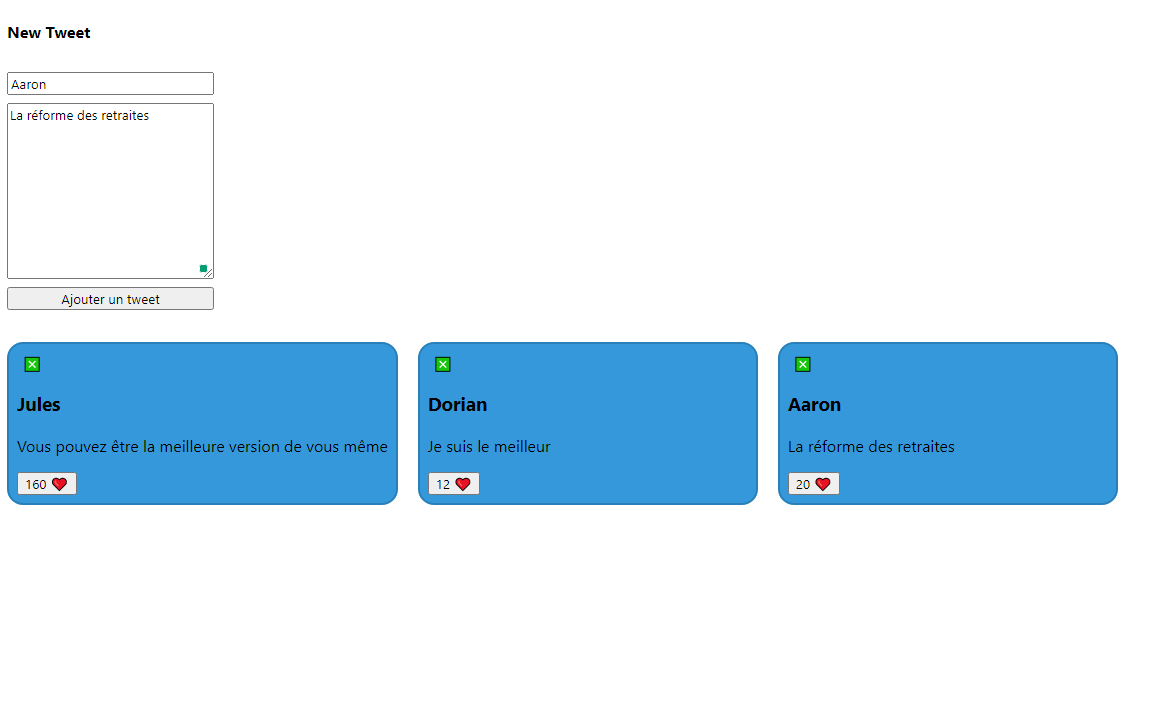 New Tweet
Aaron
La réforme des retraites
Ajouter un tweet
❎
Jules
Vous pouvez être la meilleure version de vous même
160 ❤️
❎
Dorian
Je suis le meilleur
12 ❤️
❎
Aaron
La réforme des retraites
20 ❤️